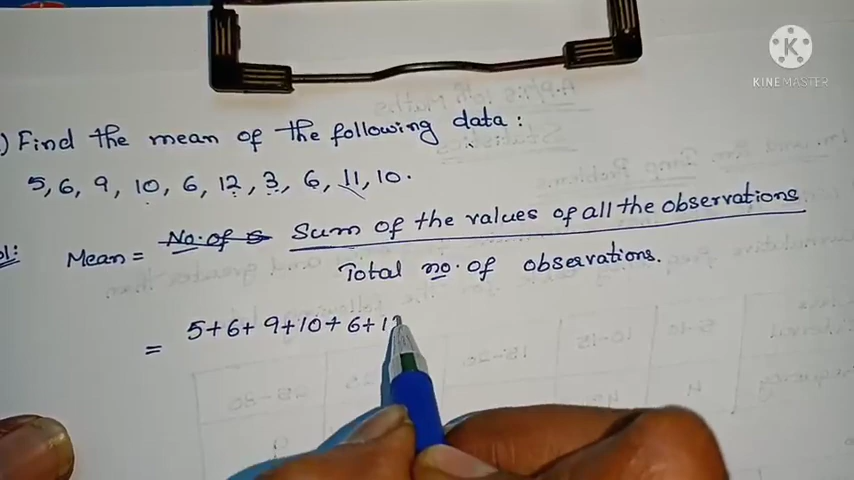 ) Find the mean of the following data:
5, 6, 9, 10, 6, 12, 3, 6, 11, 10.
ol: Mean = No. of s Sum of the values of all the observations
Total no. of observations.
= 5+6+9+10+6+12
K
KINEMASTER